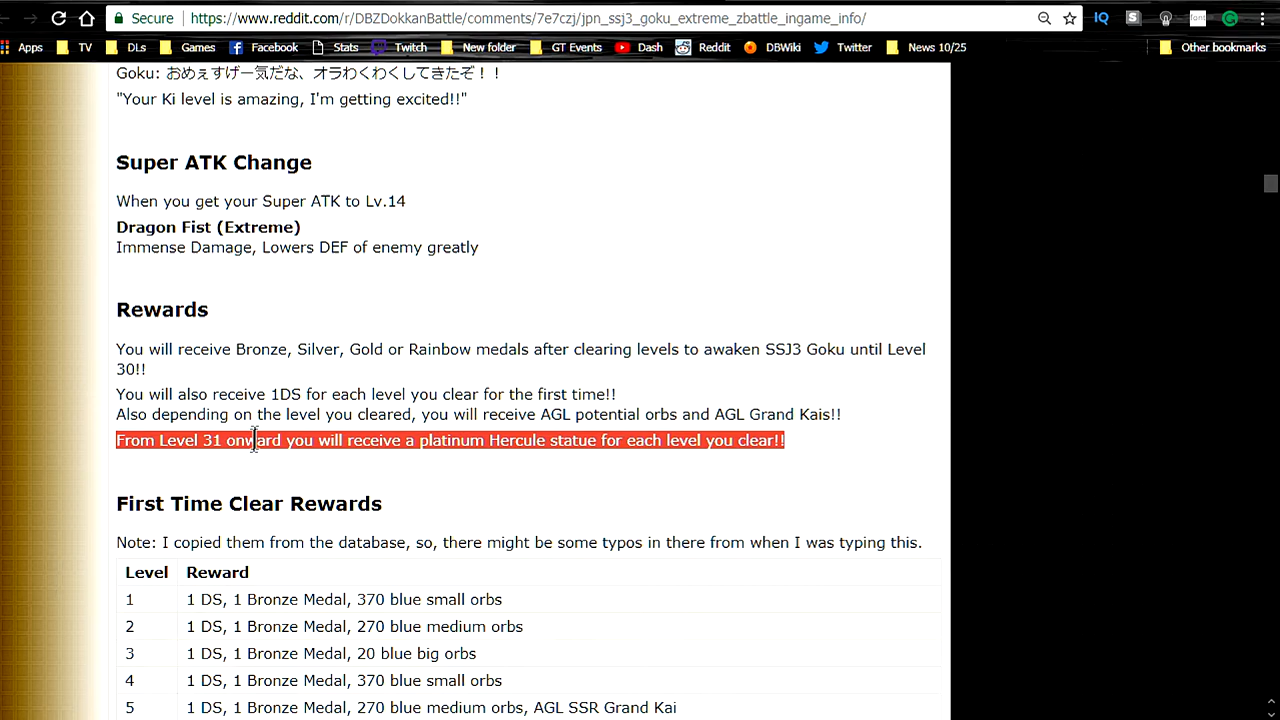 Secure https://www.reddit.com/r/DBZDokkanBattle/comments/7e7czj/jpn_ssj3_goku_extreme_zbattle_ingame_info/ IQ S font G
Apps TV DLs Games Facebook Stats Twitch New folder GT Events Dash Reddit DBWiki Twitter News 10/25 Other bookmarks
Goku: おめぇすげー気だな、オラわくわくしてきたぞ！！
"Your Ki level is amazing, I'm getting excited!!"
Super ATK Change
When you get your Super ATK to Lv.14
Dragon Fist (Extreme)
Immense Damage, Lowers DEF of enemy greatly
Rewards
You will receive Bronze, Silver, Gold or Rainbow medals after clearing levels to awaken SSJ3 Goku until Level
30!!
You will also receive 1DS for each level you clear for the first time!!
Also depending on the level you cleared, you will receive AGL potential orbs and AGL Grand Kais!!
From Level 31 onward you will receive a platinum Hercule statue for each level you clear!!
First Time Clear Rewards
Note: I copied them from the database, so, there might be some typos in there from when I was typing this.
Level Reward
1 1 DS, 1 Bronze Medal, 370 blue small orbs
2 1 DS, 1 Bronze Medal, 270 blue medium orbs
3 1 DS, 1 Bronze Medal, 20 blue big orbs
4 1 DS, 1 Bronze Medal, 370 blue small orbs
5 1 DS, 1 Bronze Medal, 270 blue medium orbs, AGL SSR Grand Kai